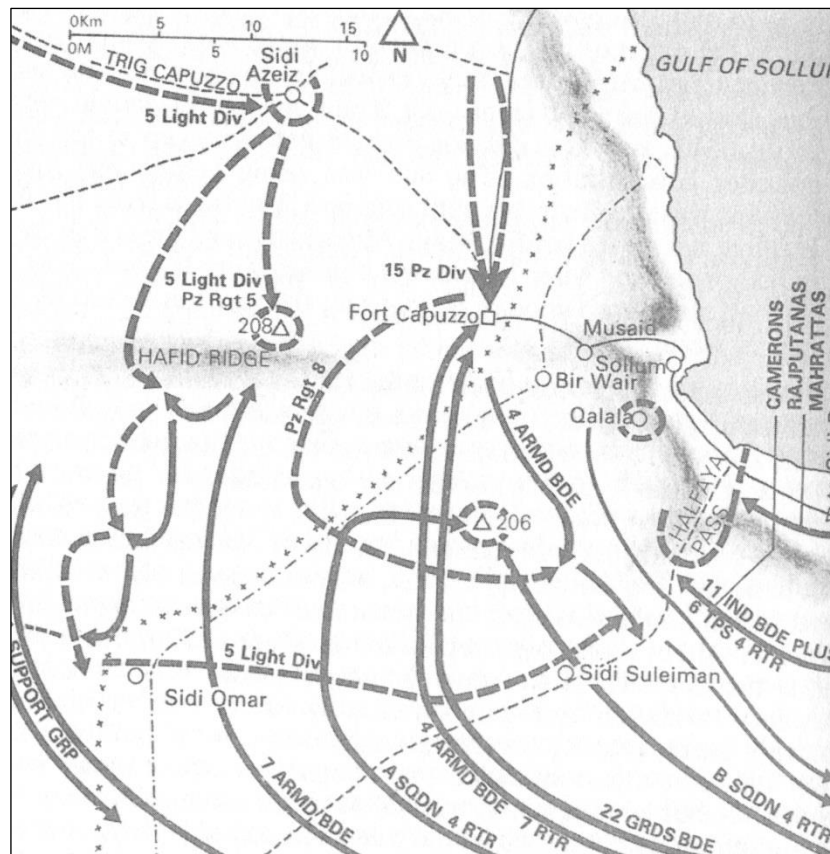 0Km 5 10 15
0M 5 10
N
GULF OF SOLLUM
TRIG CAPUZZO
Sidi
Azeiz
5 Light Div
5 Light Div
Pz Rgt 5
15 Pz Div
208
Fort Capuzzo
HAFID RIDGE
Pz Rgt 8
Musaid
Sollum
Bir Wair
Qalala
CAMERONS
RAJPUTANAS
MAHRATTAS
4 ARMD BDE
HALFAYA
PASS
206
11 IND BDE PLUS
6 TPS 4 RTR
5 Light Div
Sidi Omar
Sidi Suleiman
SUPPORT GRP
7 ARMD/BDE
A SQDN 4 RTR
4 ARMD BDE 7 RTR
22 GRDS BDE
B SQDN 4 RTR